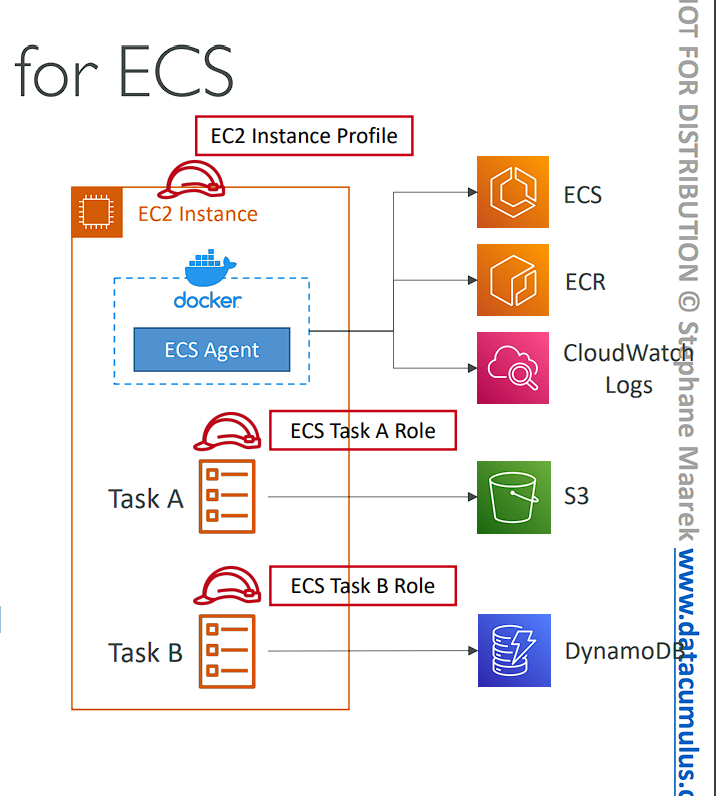 for ECS
EC2 Instance Profile
EC2 Instance
docker
ECS Agent
ECS
ECR
CloudWatch
Logs
ECS Task A Role
Task A
S3
ECS Task B Role
Task B
DynamoDB
OT FOR DISTRIBUTION © Stephane Maarek www.datacumulus.c